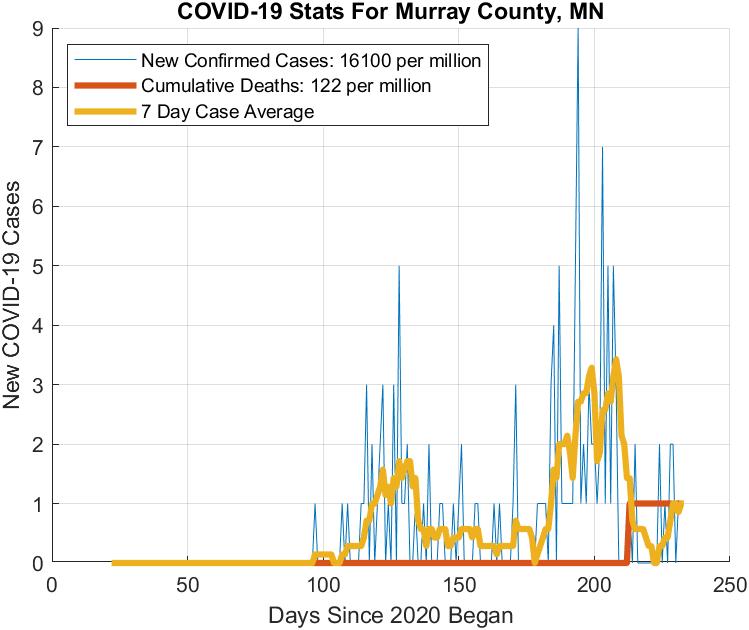 COVID-19 Stats For Murray County, MN
New Confirmed Cases: 16100 per million
Cumulative Deaths: 122 per million
7 Day Case Average
New COVID-19 Cases
9
8
7
6
5
4
3
2
1
0
0 50 100 150 200 250
Days Since 2020 Began